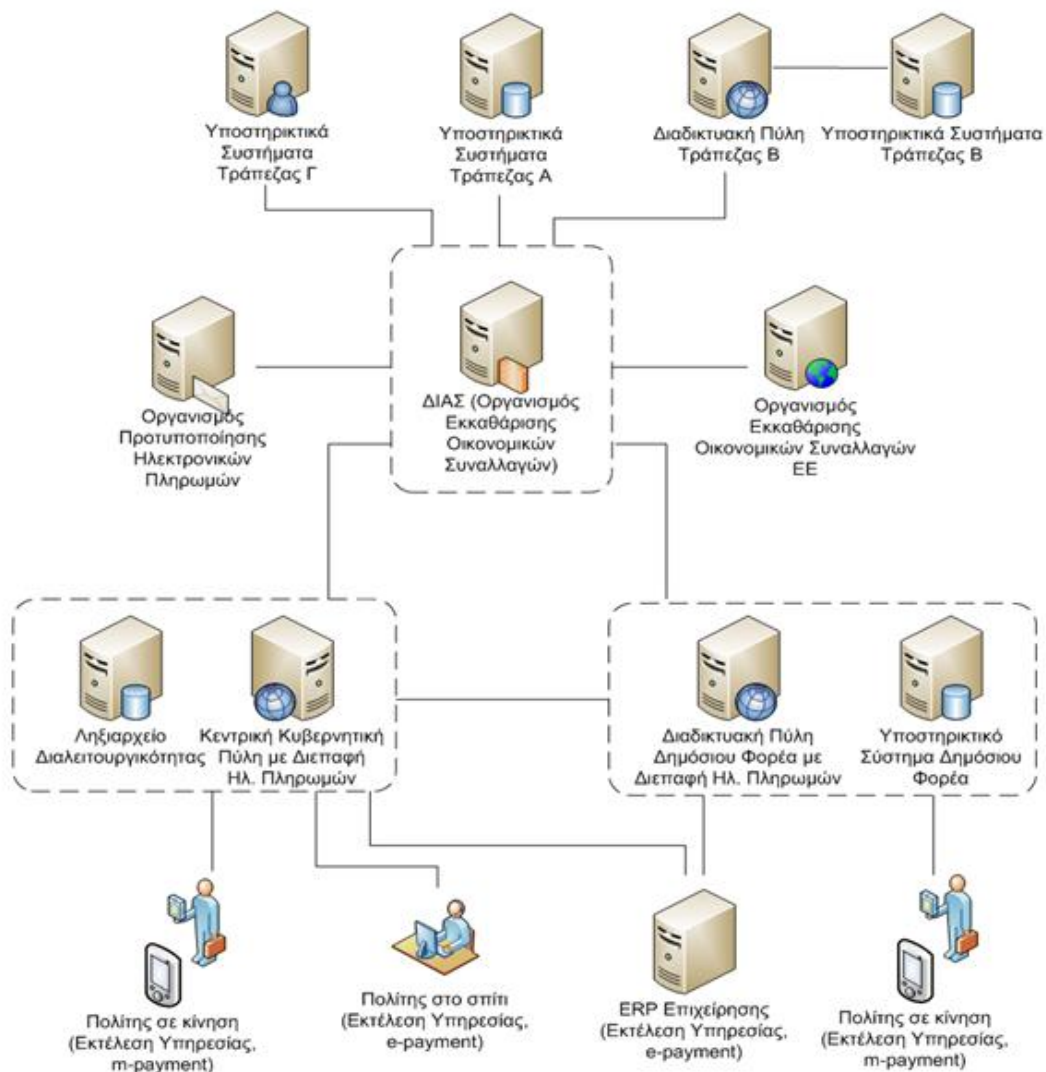 Υποστηρικτικά
Συστήματα
Τράπεζας Γ
Υποστηρικτικά
Συστήματα
Τράπεζας Α
Διαδικτυακή Πύλη
Τράπεζας Β
Υποστηρικτικά Συστήματα
Τράπεζας Β
Οργανισμός
Προτυποποίησης
Ηλεκτρονικών
Πληρωμών
ΔΙΑΣ (Οργανισμός
Εκκαθάρισης
Οικονομικών
Συναλλαγών)
Οργανισμός
Εκκαθάρισης
Οικονομικών Συναλλαγών
ΕΕ
Ληξιαρχείο
Διαλειτουργικότητας
Κεντρική Κυβερνητική
Πύλη με Διεπαφή
Ηλ. Πληρωμών
Διαδικτυακή Πύλη
Δημόσιου Φορέα με
Διεπαφή Ηλ. Πληρωμών
Υποστηρικτικό
Σύστημα Δημόσιου
Φορέα
Πολίτης σε κίνηση
(Εκτέλεση Υπηρεσίας,
m-payment)
Πολίτης στο σπίτι
(Εκτέλεση Υπηρεσίας,
e-payment)
ERP Επιχείρησης
(Εκτέλεση Υπηρεσίας,
e-payment)
Πολίτης σε κίνηση
(Εκτέλεση Υπηρεσίας,
m-payment)